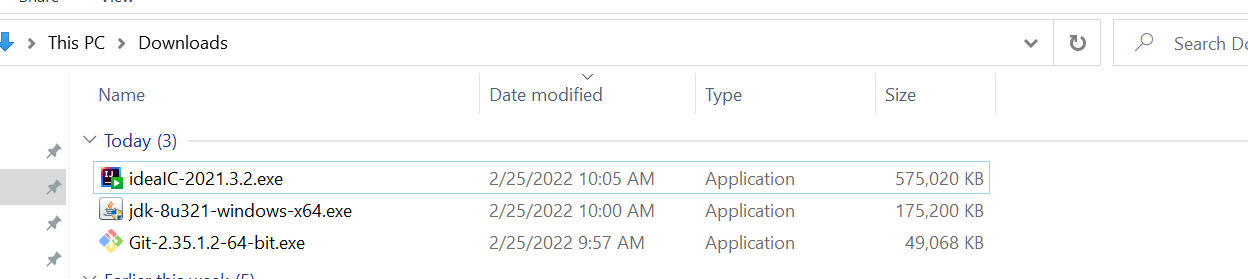 Share View
This PC > Downloads
Search Do
Name Date modified Type Size
Today (3)
ideaIC-2021.3.2.exe 2/25/2022 10:05 AM Application 575,020 KB
jdk-8u321-windows-x64.exe 2/25/2022 10:00 AM Application 175,200 KB
Git-2.35.1.2-64-bit.exe 2/25/2022 9:57 AM Application 49,068 KB
Earlier this week (5)